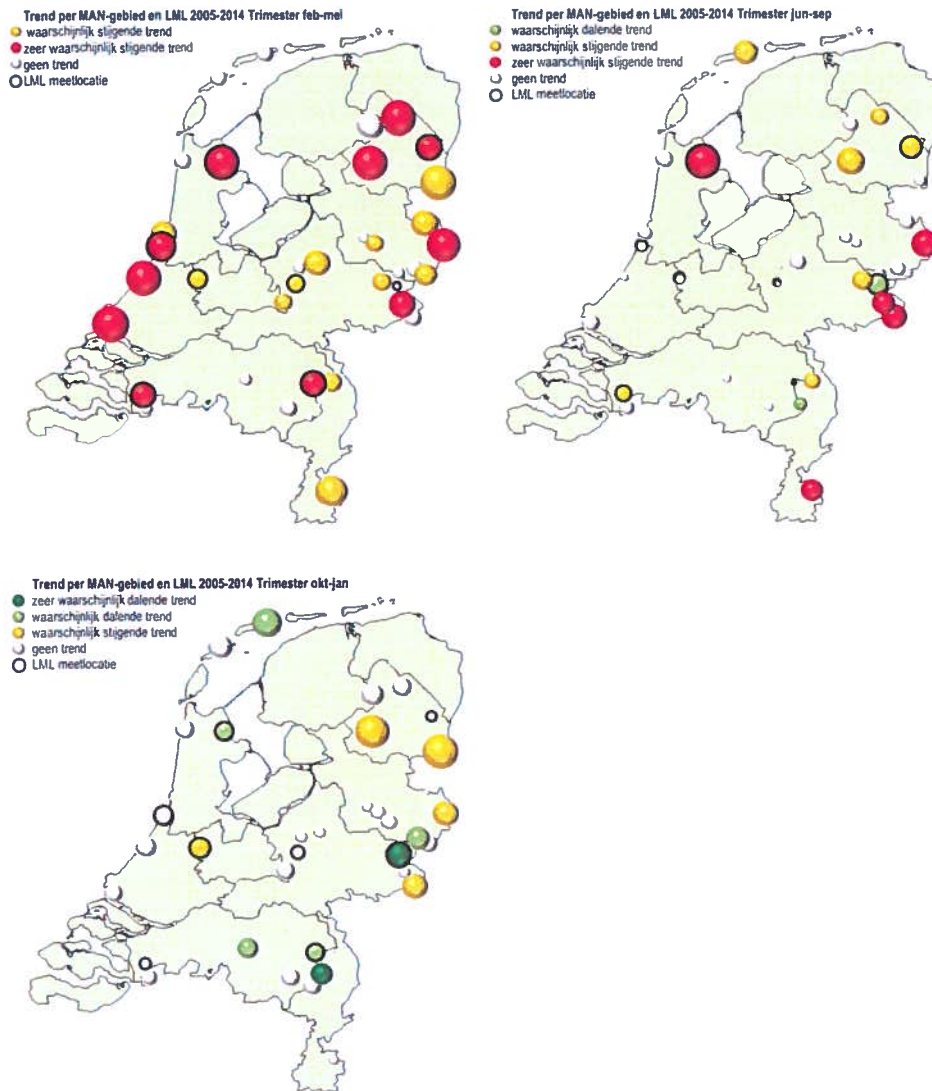 Trend per MAN-gebied en LML 2005-2014 Trimester feb-mei
waarschijnlijk stijgende trend
zeer waarschijnlijk stijgende trend
geen trend
LML meetlocatie
Trend per MAN-gebied en LML 2005-2014 Trimester jun-sep
waarschijnlijk dalende trend
waarschijnlijk stijgende trend
zeer waarschijnlijk stijgende trend
geen trend
LML meetlocatie
Trend per MAN-gebied en LML 2005-2014 Trimester okt-jan
zeer waarschijnlijk dalende trend
waarschijnlijk dalende trend
waarschijnlijk stijgende trend
geen trend
LML meetlocatie